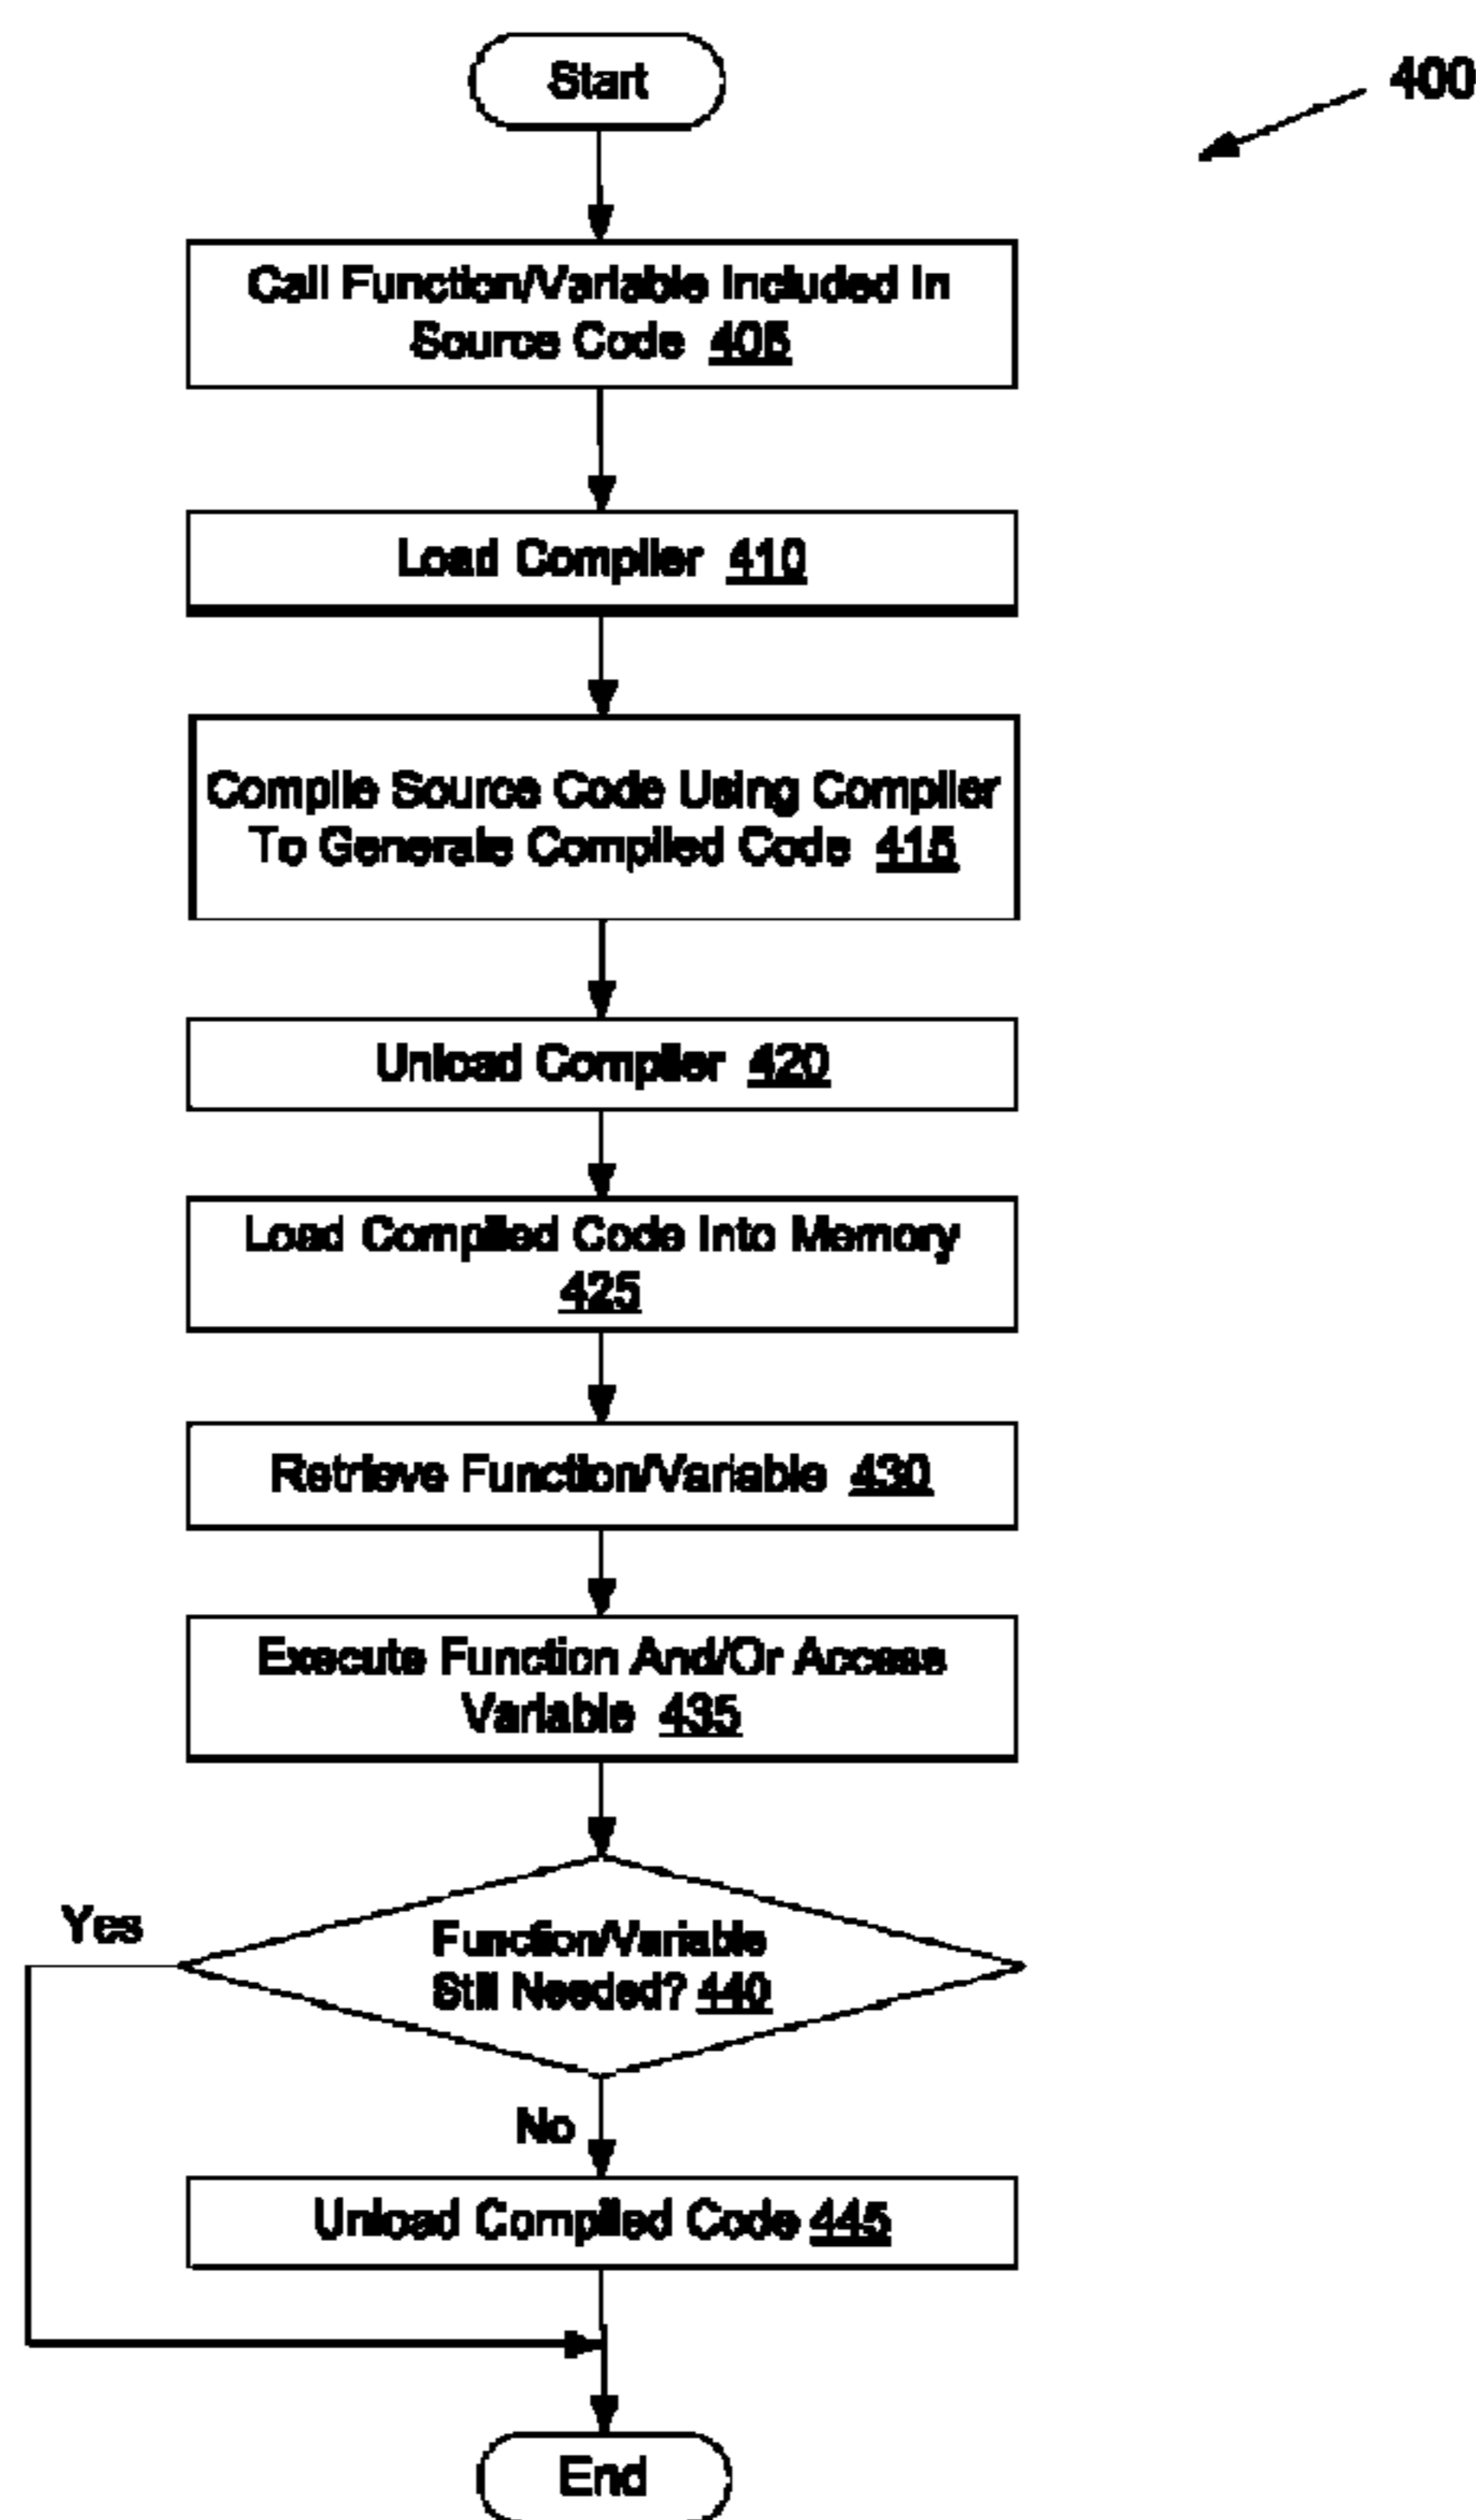 Start
400
Call Function/Variable Included In
Source Code 405
Load Compiler 410
Compile Source Code Using Compiler
To Generate Compiled Code 415
Unload Compiler 420
Load Compiled Code Into Memory
425
Retrieve Function/Variable 430
Execute Function And/Or Access
Variable 435
Yes
Function/Variable
Still Needed? 440
No
Unload Compiled Code 445
End